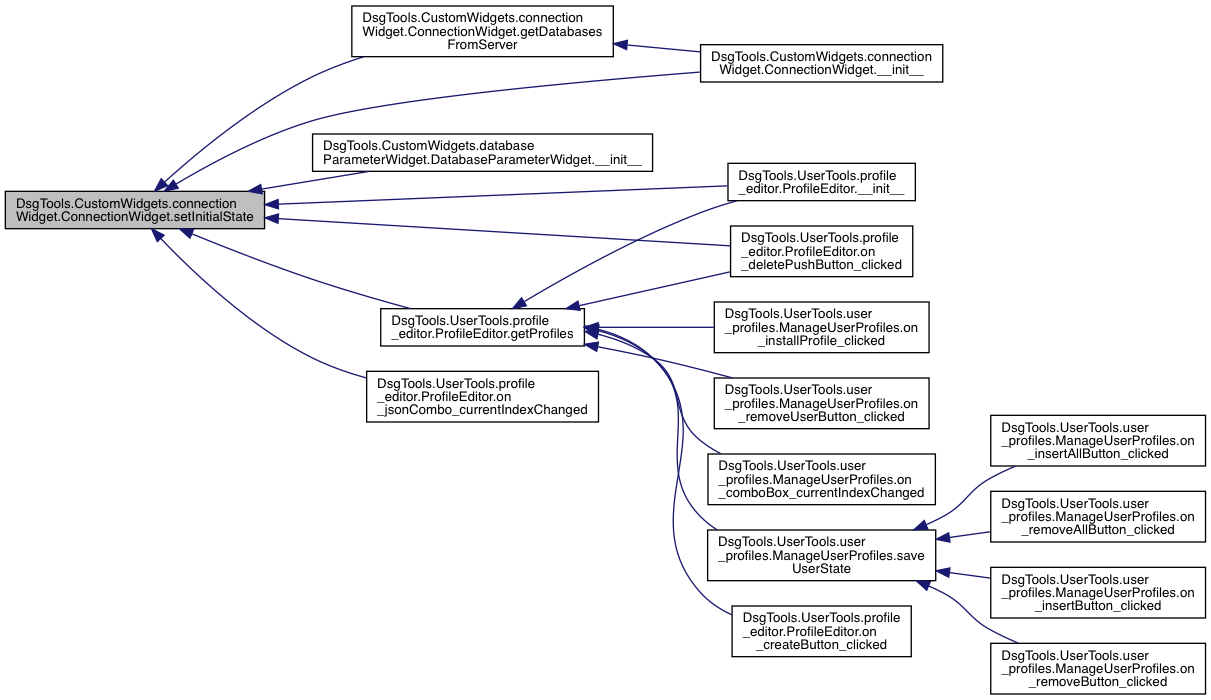 DsgTools.CustomWidgets.connection
Widget.ConnectionWidget.getDatabases
FromServer
DsgTools.CustomWidgets.connection
Widget.ConnectionWidget.__init__
DsgTools.CustomWidgets.database
ParameterWidget.DatabaseParameterWidget.__init__
DsgTools.UserTools.profile
_editor.ProfileEditor.__init__
DsgTools.CustomWidgets.connection
Widget.ConnectionWidget.setInitialState
DsgTools.UserTools.profile
_editor.ProfileEditor.on
_deletePushButton_clicked
DsgTools.UserTools.profile
_editor.ProfileEditor.getProfiles
DsgTools.UserTools.user
_profiles.ManageUserProfiles.on
_installProfile_clicked
DsgTools.UserTools.profile
_editor.ProfileEditor.on
_jsonCombo_currentIndexChanged
DsgTools.UserTools.user
_profiles.ManageUserProfiles.on
_removeUserButton_clicked
DsgTools.UserTools.user
_profiles.ManageUserProfiles.on
_comboBox_currentIndexChanged
DsgTools.UserTools.user
_profiles.ManageUserProfiles.on
_insertAllButton_clicked
DsgTools.UserTools.user
_profiles.ManageUserProfiles.on
_removeAllButton_clicked
DsgTools.UserTools.user
_profiles.ManageUserProfiles.save
UserState
DsgTools.UserTools.user
_profiles.ManageUserProfiles.on
_insertButton_clicked
DsgTools.UserTools.profile
_editor.ProfileEditor.on
_createButton_clicked
DsgTools.UserTools.user
_profiles.ManageUserProfiles.on
_removeButton_clicked